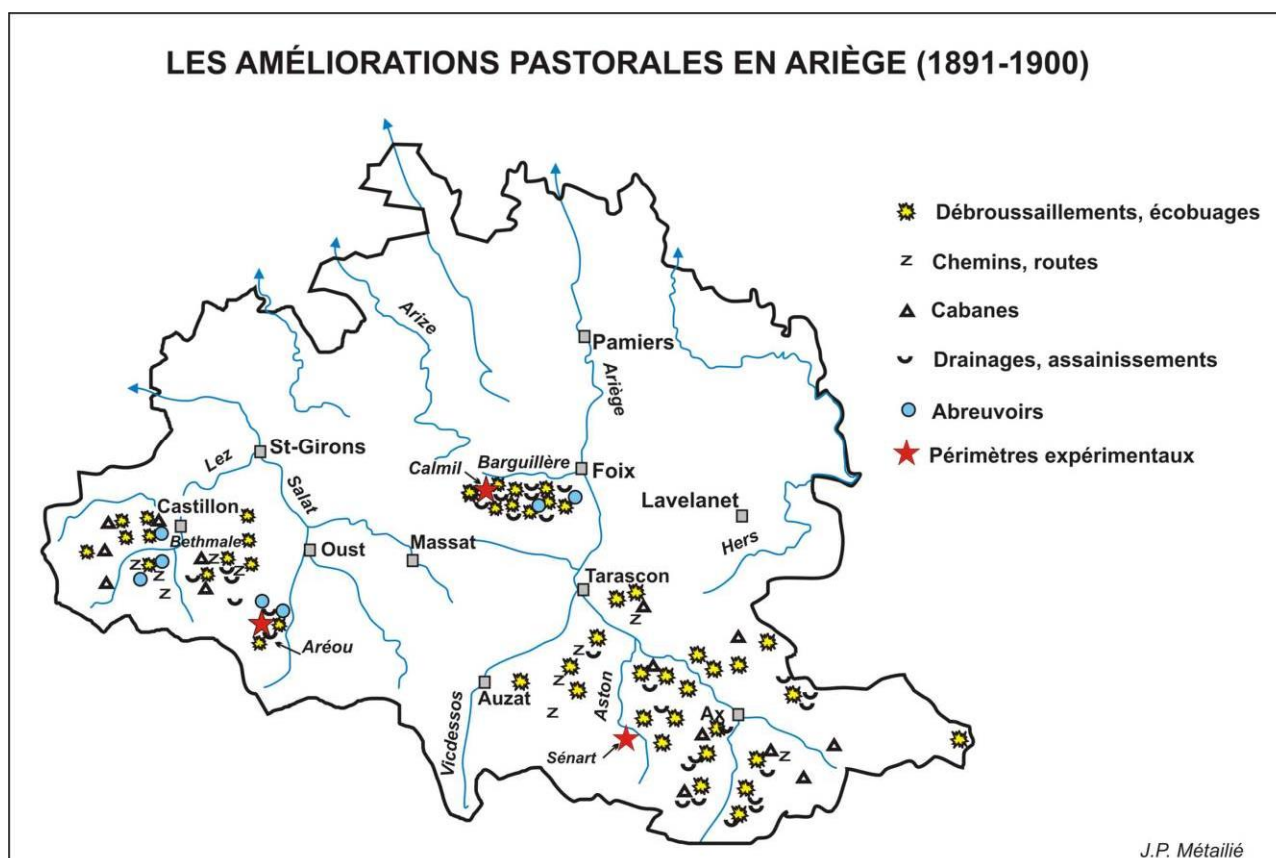 LES AMÉLIORATIONS PASTORALES EN ARIÈGE (1891-1900)
Débroussaillements, écobuages
Chemins, routes
Cabanes
Drainages, assainissements
Abreuvoirs
Périmètres expérimentaux
Arize
Pamiers
Ariège
St-Girons
Lez
Salat
Calmil
Barguillère
Foix
Lavelanet
Hers
Castillon
Bethmale
Oust
Massat
Tarascon
Aréou
Auzat
Vicdessos
Aston
Sénart
Ax
J.P. Métailié